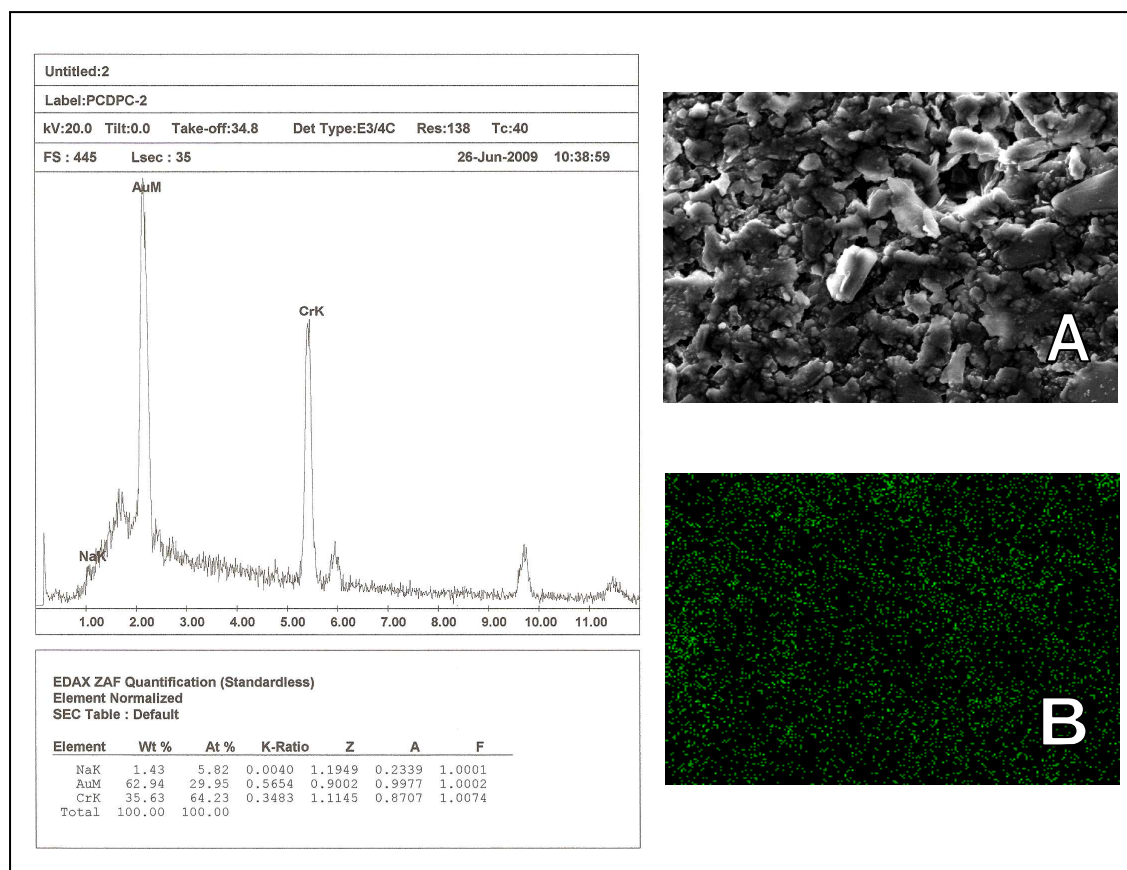 Untitled:2
Label:PCDPC-2
kV:20.0 Tilt:0.0 Take-off:34.8 Det Type:E3/4C Res:138 Tc:40
FS : 445 Lsec : 35 26-Jun-2009 10:38:59
AuM
CrK
NaK
1.00 2.00 3.00 4.00 5.00 6.00 7.00 8.00 9.00 10.00 11.00
EDAX ZAF Quantification (Standardless)
Element Normalized
SEC Table : Default
Element Wt % At % K-Ratio Z A F
NaK 1.43 5.82 0.0040 1.1949 0.2339 1.0001
AuM 62.94 29.95 0.5654 0.9002 0.9977 1.0002
CrK 35.63 64.23 0.3483 1.1145 0.8707 1.0074
Total 100.00 100.00
A
B